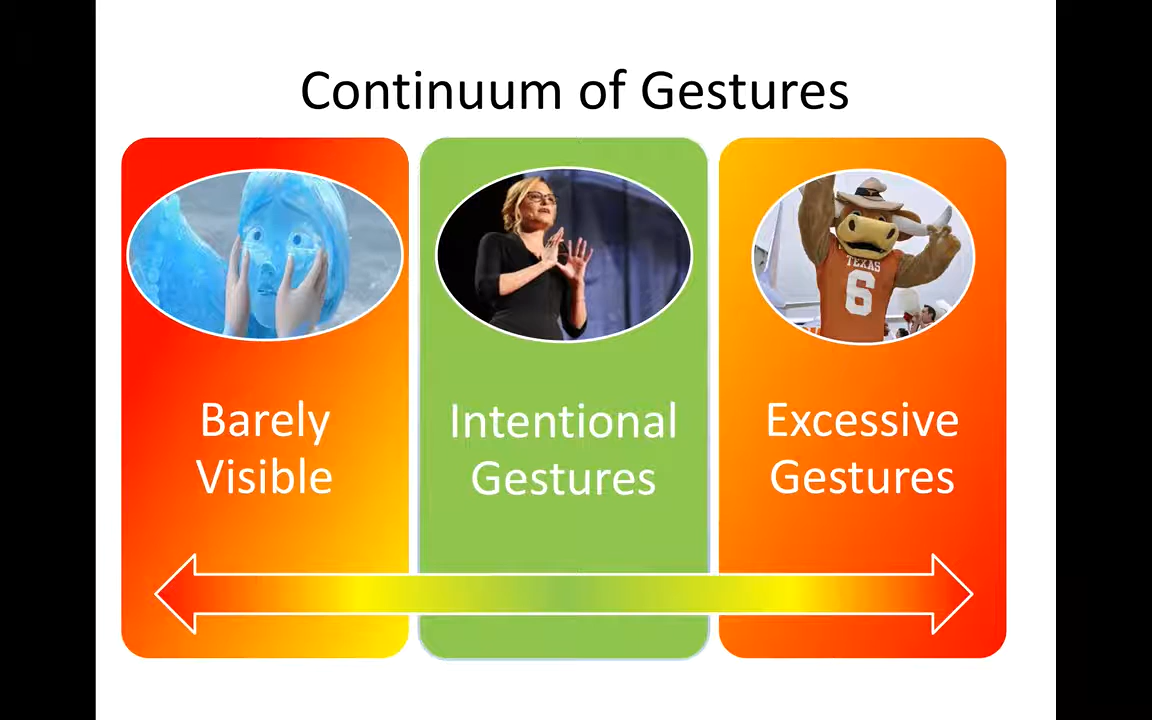 Continuum of Gestures
TEXAS
6
Barely
Visible
Intentional
Gestures
Excessive
Gestures